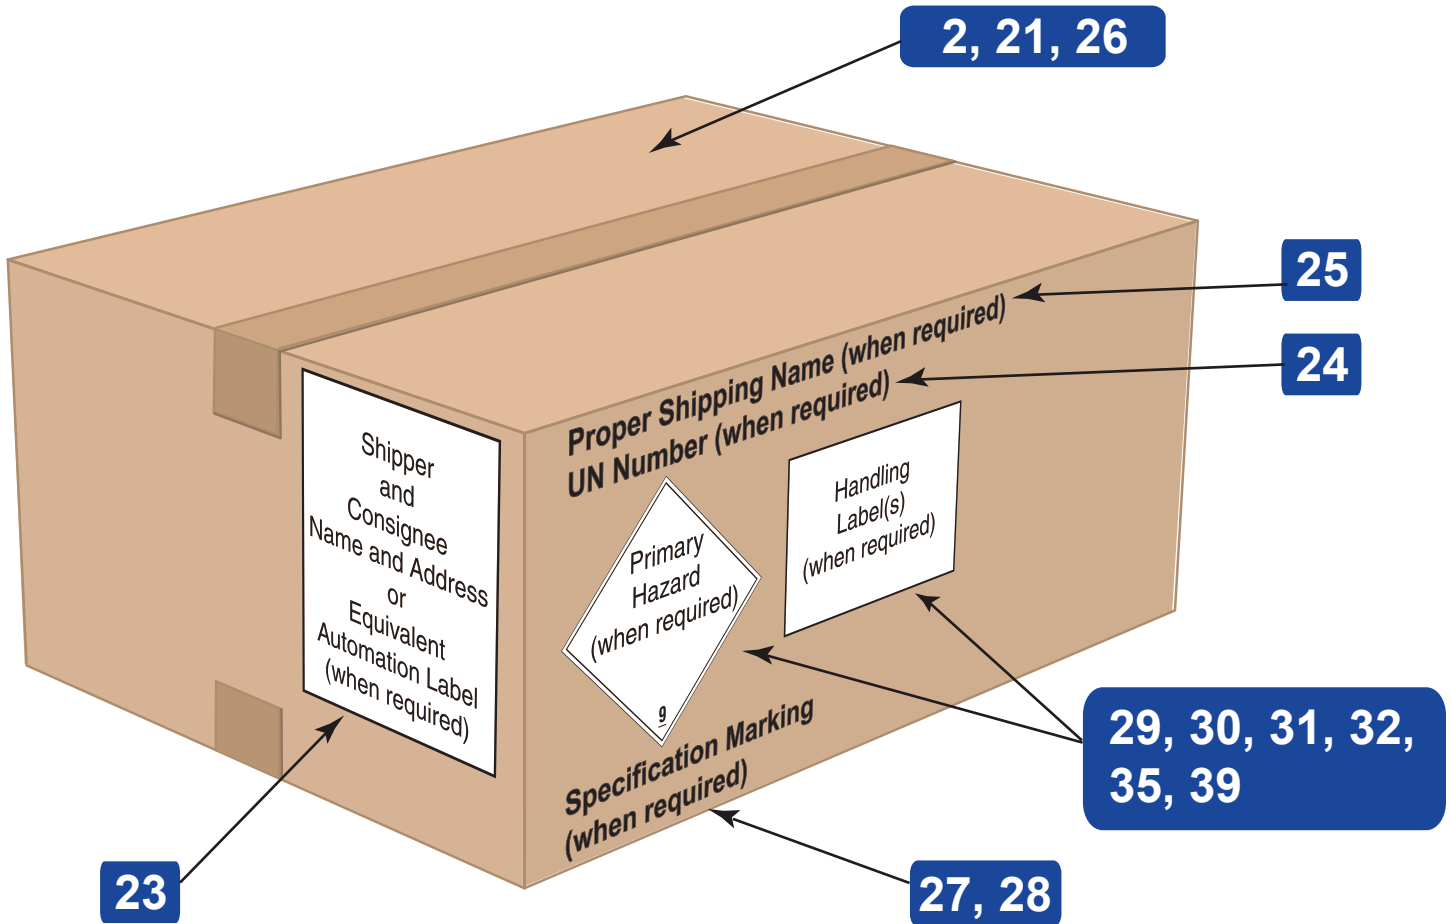 2, 21, 26
25
24
Proper Shipping Name (when required)
UN Number (when required)
Shipper
and
Consignee
Name and Address
or
Equivalent
Automation Label
(when required)
Primary
Hazard
(when required)
9
Handling
Label(s)
(when required)
Specification Marking
(when required)
29, 30, 31, 32,
35, 39
23
27, 28